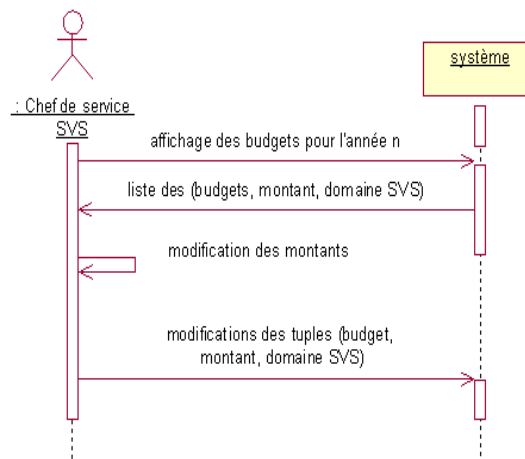 système
: Chef de service
SVS
affichage des budgets pour l'année n
liste des (budgets, montant, domaine SVS)
modification des montants
modifications des tuples (budget,
montant, domaine SVS)